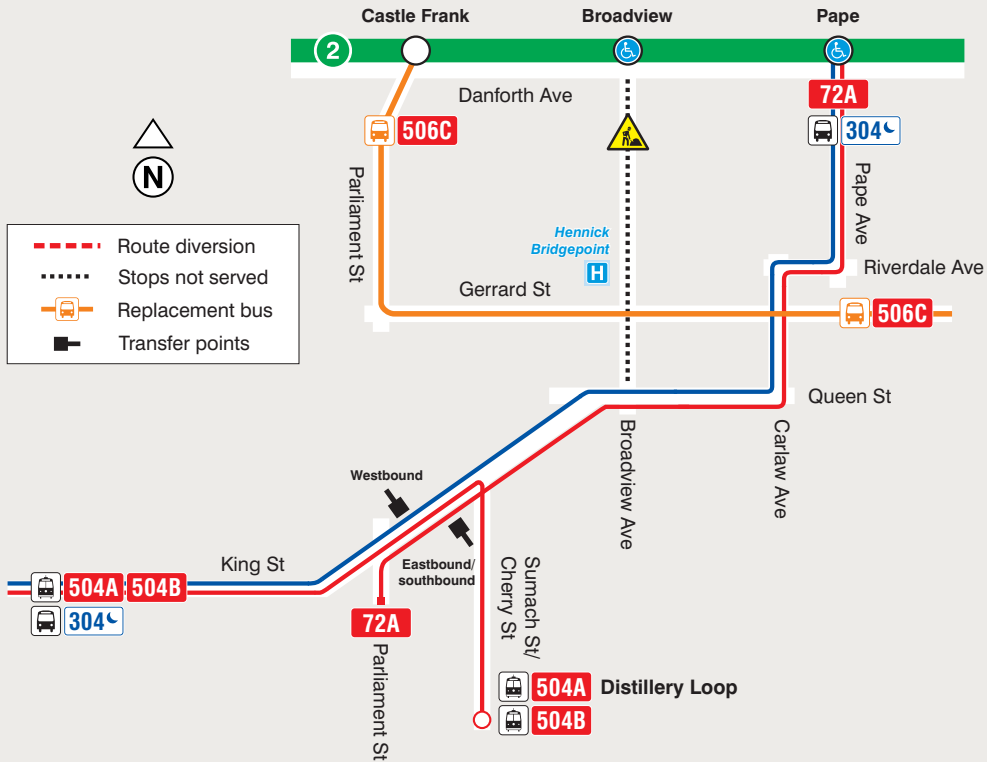 Castle Frank
Broadview
Pape
2
Danforth Ave
72A
506C
304
N
Parliament St
Pape Ave
Hennick
Bridgepoint
H
Route diversion
Stops not served
Replacement bus
Transfer points
Riverdale Ave
Gerrard St
506C
Queen St
Broadview Ave
Carlaw Ave
Westbound
King St
Eastbound/
southbound
Sumach St/
Cherry St
504A
504B
304
72A
Parliament St
504A
Distillery Loop
504B